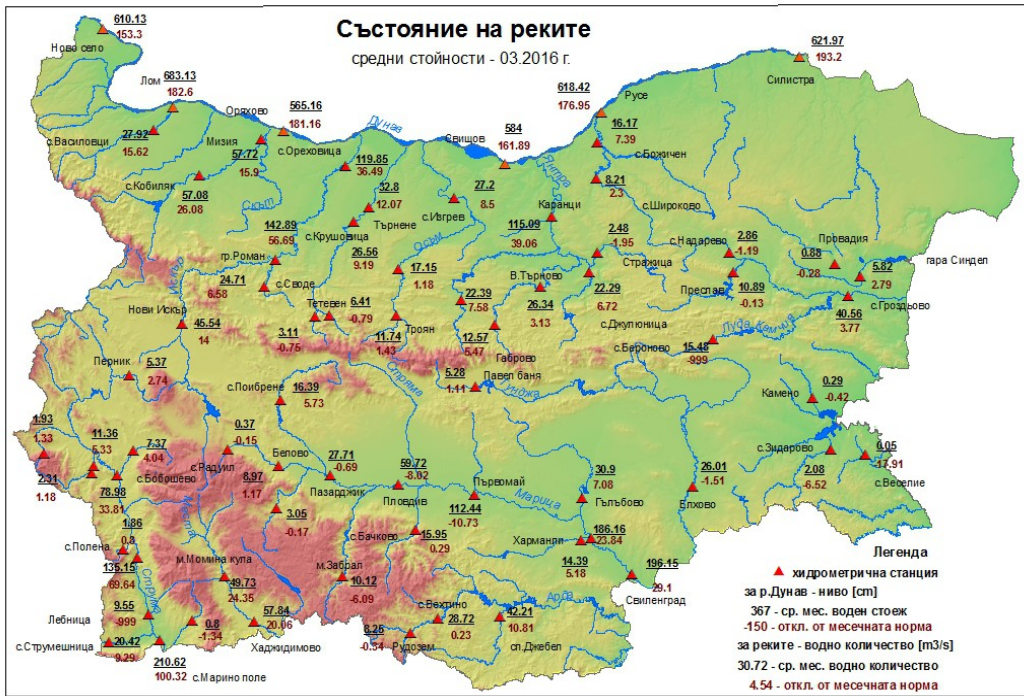 Състояние на реките
средни стойности - 03.2016 г.
610.13
153.3
Ново село
621.97
193.2
Силистра
Лом
683.13
182.6
618.42
176.95
Русе
Оряхово
565.16
181.16
Дунав
Свищов
584
161.89
27.92
с.Василовци
15.62
Мизия
57.72
15.9
с.Ореховица
119.85
36.49
Янтра
16.17
7.39
с.Божичен
с.Кобиляк
57.08
26.08
Скът
32.8
12.07
Търнене
27.2
8.5
с.Изгрев
8.21
2.3
с.Широково
с.Крушовица
Каранци
115.09
39.06
142.89
56.69
гр.Роман
26.56
9.19
Осъм
2.48
-1.95
Стражица
с.Надарево
2.86
-1.19
Провадия
0.88
-0.28
гара Синдел
5.82
2.79
Искър
24.71
6.58
с.Своде
17.15
1.18
В.Търново
22.29
6.72
Преслав
10.89
-0.13
с.Гроздьово
40.56
3.77
Нови Искър
45.54
14
Тетевен
6.41
-0.79
3.11
-0.75
22.39
7.58
26.34
3.13
с.Джулюница
Луда Камчия
Троян
11.74
1.43
12.57
5.47
Габрово
с.Бероново
15.48
-999
Перник
5.37
2.74
с.Поибрене
16.39
5.73
Стряма
5.28
1.11
Павел баня
Тунджа
Камено
0.29
-0.42
1.93
1.33
11.36
5.33
7.37
4.04
0.37
-0.15
с.Радуил
Белово
27.71
-0.69
Пазарджик
59.72
-8.02
Пловдив
Първомай
112.44
-10.73
Марица
30.9
7.08
Гълъбово
26.01
-1.51
Елхово
с.Зидарово
2.08
-6.52
0.05
-17.91
с.Веселие
2.31
1.18
78.98
33.81
с.Бобршево
8.97
1.17
3.05
-0.17
Места
1.86
0.8
с.Полена
135.15
69.64
Струма
м.Момина кула
49.73
24.35
с.Бачково
15.95
0.29
м.Забрал
10.12
-6.09
Харманли
186.16
23.84
14.39
5.18
196.15
29.1
Свиленград
Лебница
9.55
-999
с.Струмешница
20.42
9.29
210.62
100.32
с.Марино поле
0.8
-1.34
57.84
20.06
Хаджидимово
8.25
-0.34
Рудозем
с.Вехтино
28.72
0.23
42.21
10.81
сп.Джебел
Арда
Легенда
хидрометрична станция
за р.Дунав - ниво [cm]
367 - ср. мес. воден стоеж
-150 - откл. от месечната норма
за реките - водно количество [m3/s]
30.72 - ср. мес. водно количество
4.54 - откл. от месечната норма